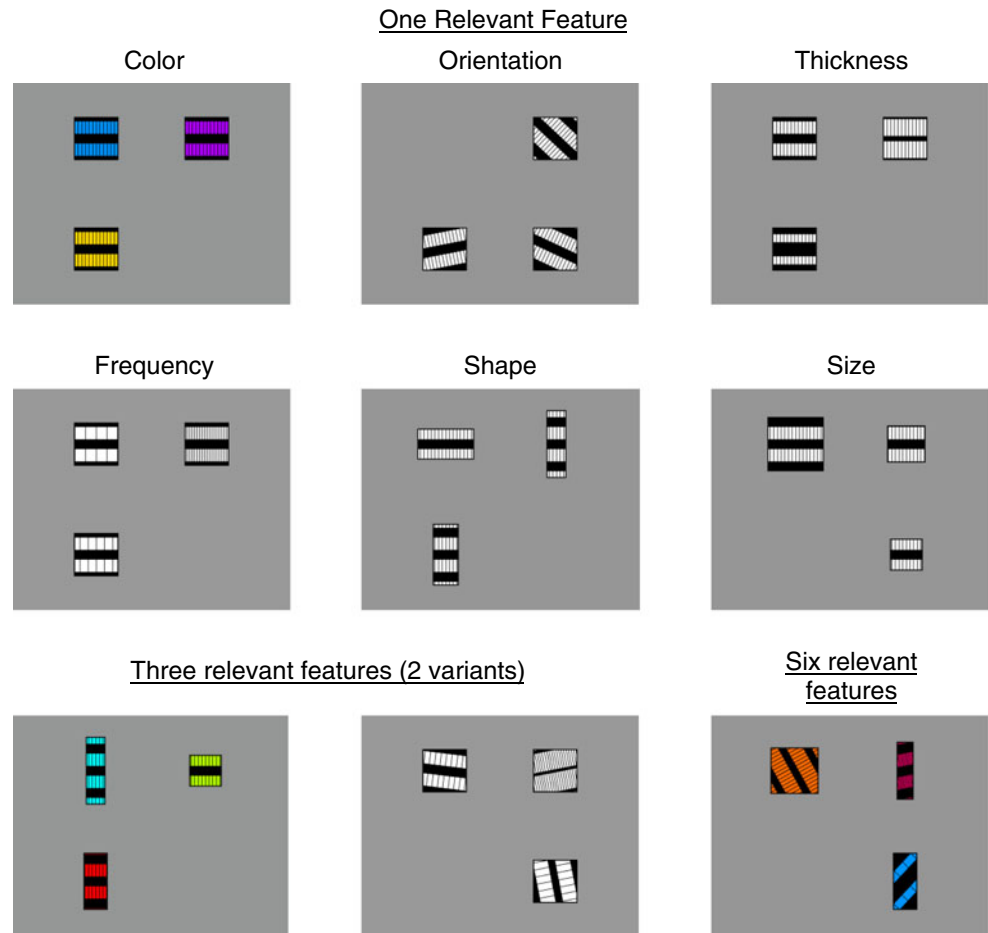 One Relevant Feature
Color
Orientation
Thickness
Frequency
Shape
Size
Three relevant features (2 variants)
Six relevant
features